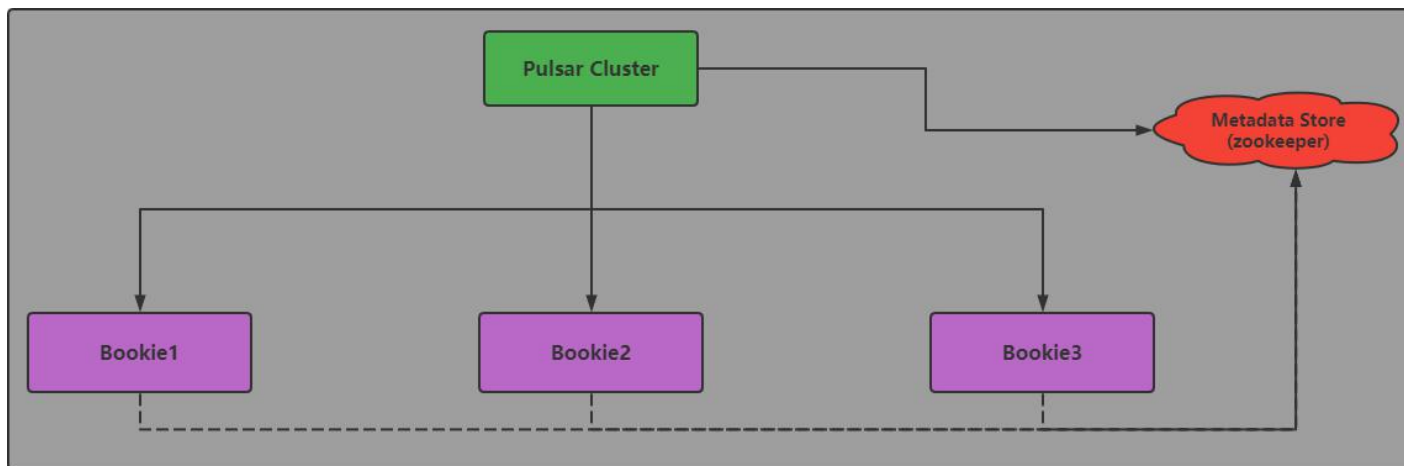 Pulsar Cluster
Metadata Store
(zookeeper)
Bookie1
Bookie2
Bookie3